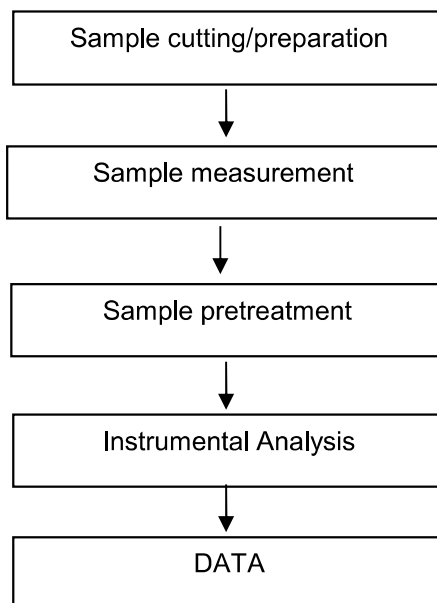 Sample cutting/preparation
Sample measurement
Sample pretreatment
Instrumental Analysis
DATA